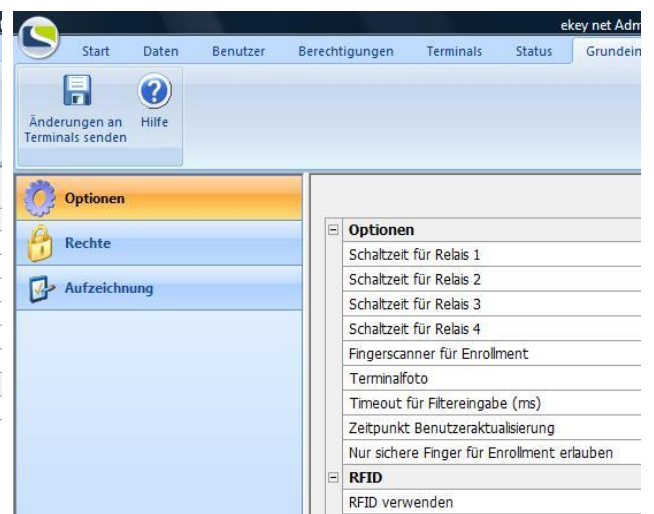 ekey net Adm
Start Daten Benutzer Berechtigungen Terminals Status Grundein
Änderungen an Terminals senden
Hilfe
Optionen
Rechte
Aufzeichnung
Optionen
Schaltzeit für Relais 1
Schaltzeit für Relais 2
Schaltzeit für Relais 3
Schaltzeit für Relais 4
Fingerscanner für Enrollment
Terminalfoto
Timeout für Filtereingabe (ms)
Zeitpunkt Benutzeraktualisierung
Nur sichere Finger für Enrollment erlauben
RFID
RFID verwenden